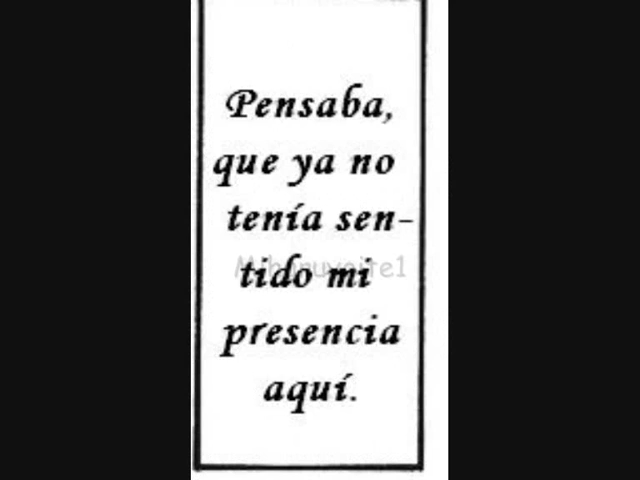 Pensaba,
que ya no
tenía sen-
tido mi
presencia
aquí.